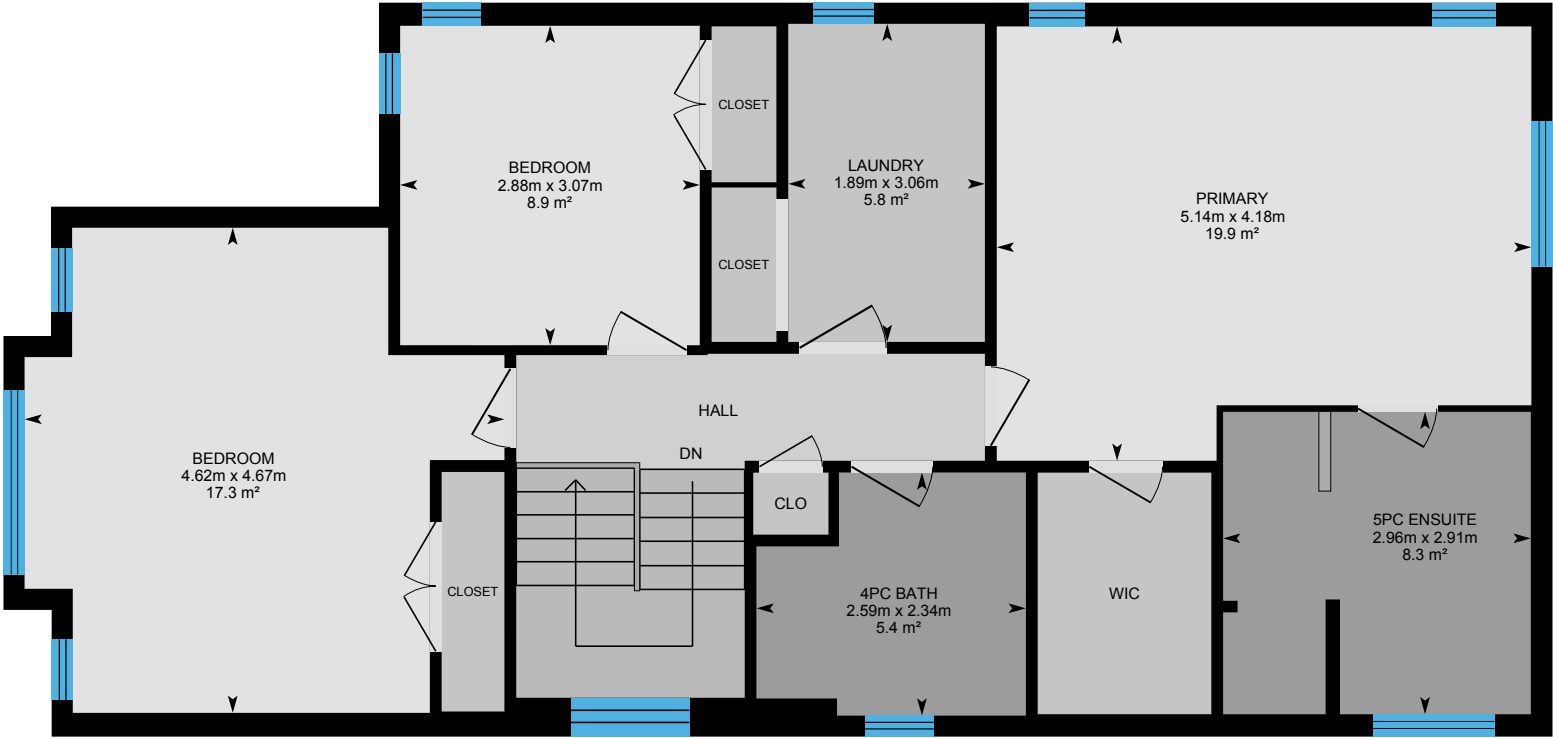 BEDROOM
2.88m x 3.07m
8.9 m²
CLOSET
CLOSET
LAUNDRY
1.89m x 3.06m
5.8 m²
PRIMARY
5.14m x 4.18m
19.9 m²
HALL
DN
BEDROOM
4.62m x 4.67m
17.3 m²
CLOSET
CLO
4PC BATH
2.59m x 2.34m
5.4 m²
WIC
5PC ENSUITE
2.96m x 2.91m
8.3 m²